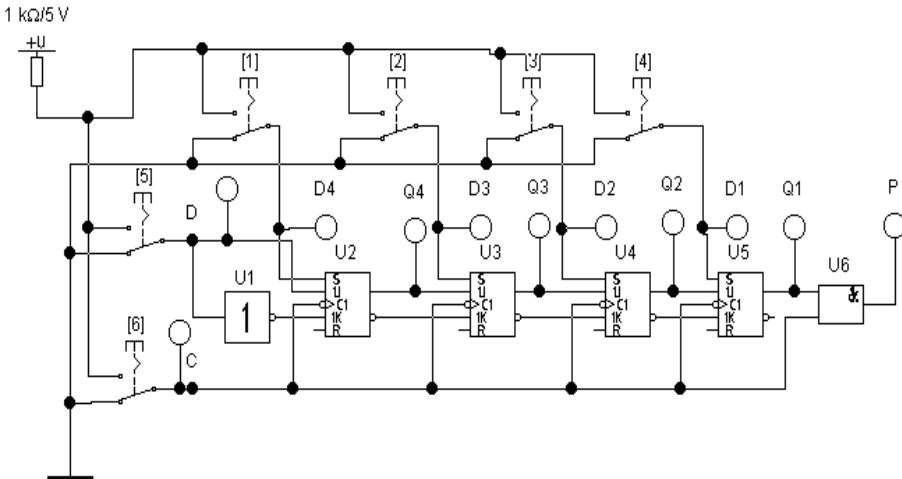 1 kΩ/5 V
+U
[1] [2] [3] [4]
[5]
D D4 Q4 D3 Q3 D2 Q2 D1 Q1 P
U1 U2 U3 U4 U5 U6
1
S S S S
U U U U
C1 C1 C1 C1
1K 1K 1K 1K
R R R R
&
[6]
C